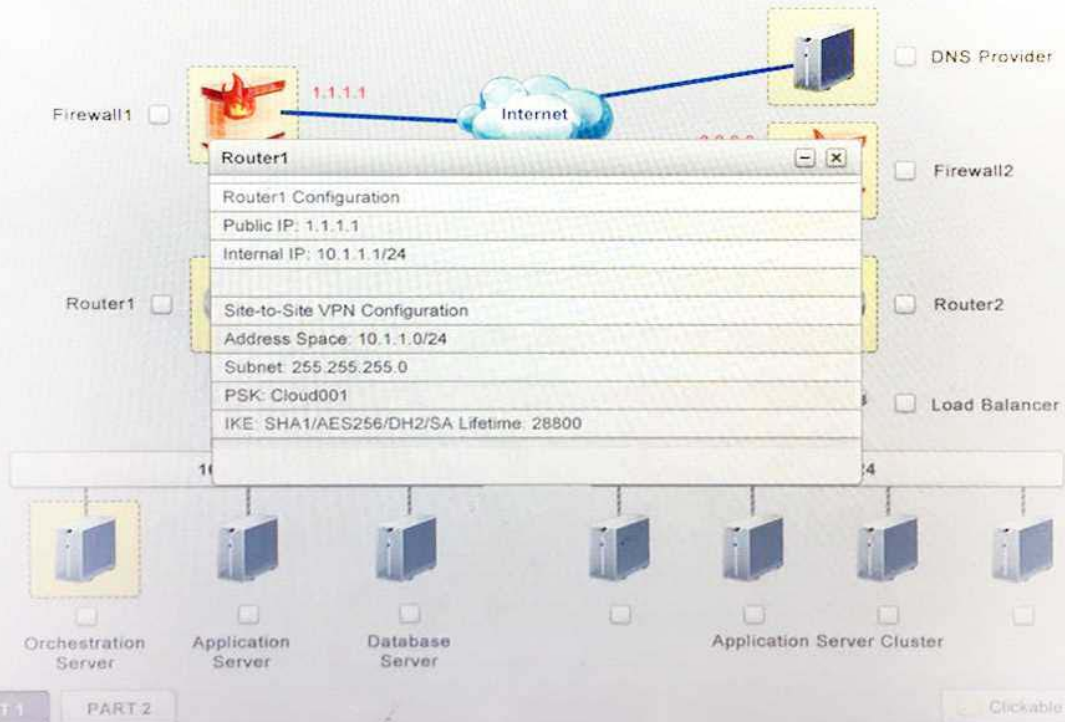 DNS Provider
1.1.1.1
Internet
Firewall1
Firewall2
Router1
Router1 Configuration
Public IP: 1.1.1.1
Internal IP: 10.1.1.1/24
Site-to-Site VPN Configuration
Address Space: 10.1.1.0/24
Subnet: 255.255.255.0
PSK: Cloud001
IKE: SHA1/AES256/DH2/SA Lifetime: 28800
Router1
Router2
Load Balancer
Orchestration
Server
Application
Server
Database
Server
Application Server Cluster
PART 2
Clickable